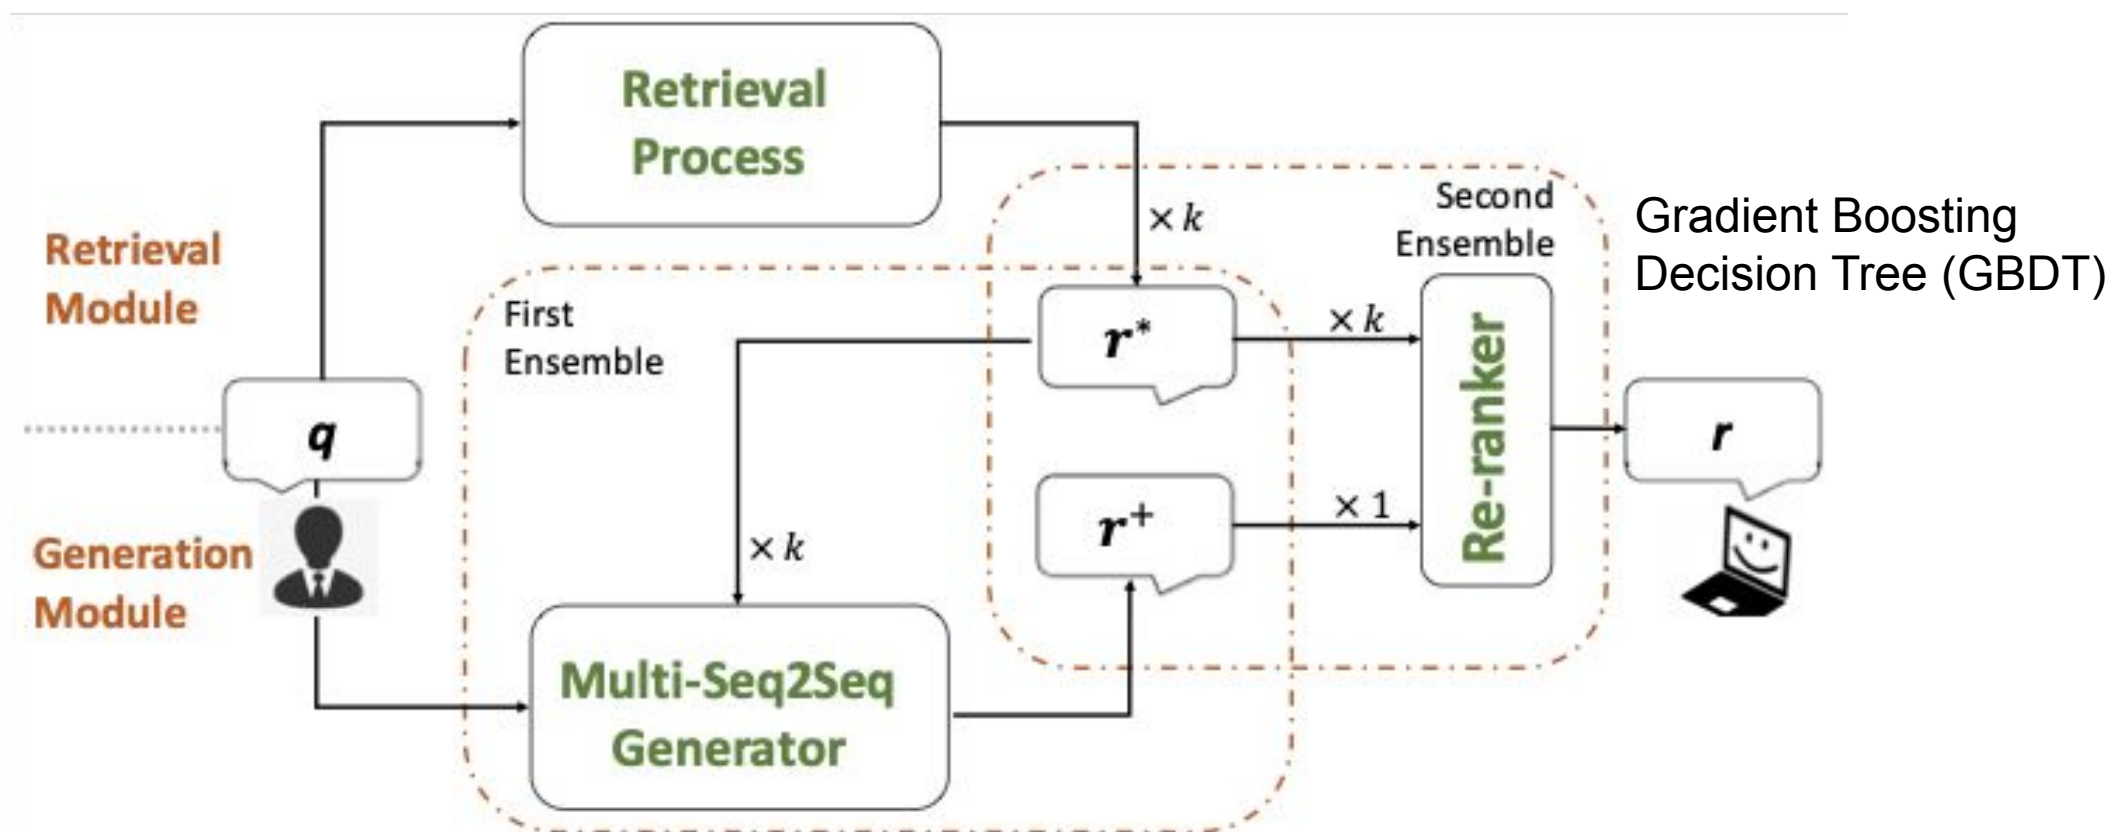 Retrieval
Process
× k
Second
Ensemble
Gradient Boosting
Decision Tree (GBDT)
Retrieval
Module
First
Ensemble
r*
× k
Re-ranker
q
r
r+
× 1
Generation
Module
× k
Multi-Seq2Seq
Generator